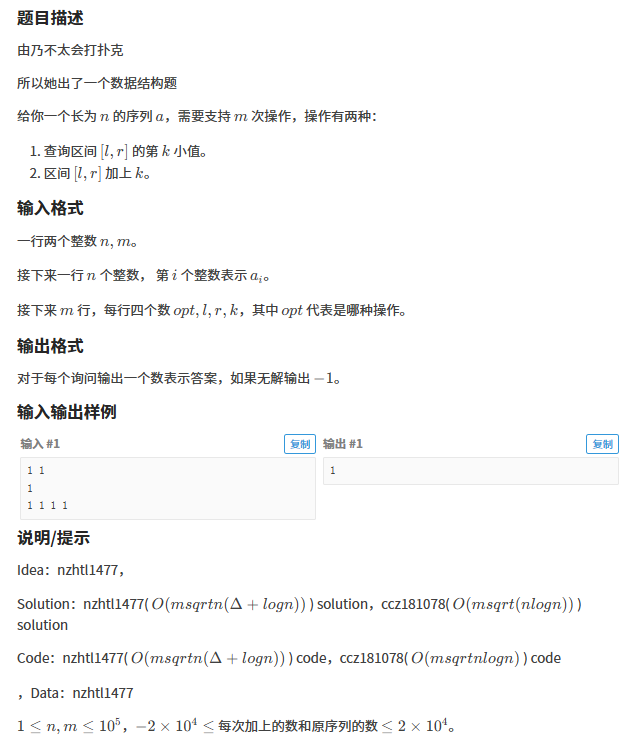 题目描述
由乃不太会打扑克
所以她出了一个数据结构题
给你一个长为 n 的序列 a，需要支持 m 次操作，操作有两种：
1. 查询区间 [l, r] 的第 k 小值。
2. 区间 [l, r] 加上 k。
输入格式
一行两个整数 n, m。
接下来一行 n 个整数， 第 i 个整数表示 a_i。
接下来 m 行，每行四个数 opt, l, r, k，其中 opt 代表是哪种操作。
输出格式
对于每个询问输出一个数表示答案，如果无解输出 −1。
输入输出样例
输入 #1 复制 输出 #1 复制
1 1 1
1
1 1 1 1
说明/提示
Idea：nzhtl1477，
Solution：nzhtl1477( O(msqrtn(Δ + logn)) ) solution，ccz181078( O(msqrt(nlogn)) )
solution
Code：nzhtl1477( O(msqrtn(Δ + logn)) ) code，ccz181078( O(msqrtnlogn) ) code
，Data：nzhtl1477
1 ≤ n, m ≤ 10^5，−2 × 10^4 ≤ 每次加上的数和原序列的数 ≤ 2 × 10^4。